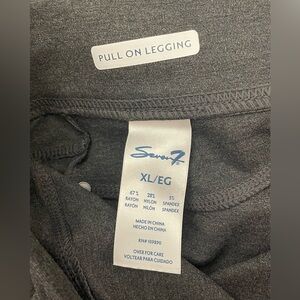 PULL ON LEGGING
Seven7
XL/EG
67% 28% 5%
RAYON NYLON SPANDEX
RAYÓN NILÓN SPANDEX
MADE IN CHINA
HECHO EN CHINA
OVER FOR CARE
VOLTEAR PARA CUIDADO